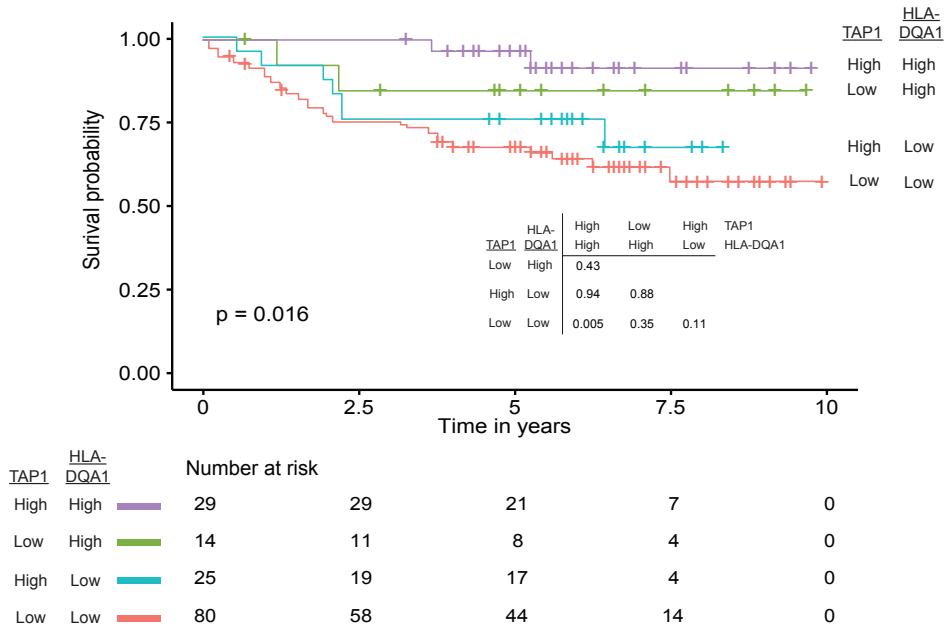 HLA-
TAP1 DQA1
High High
Low High
High Low
Low Low
1.00
0.75
0.50
0.25
0.00
Surival probability
p = 0.016
High Low High TAP1
HLA-
TAP1 DQA1 High High Low HLA-DQA1
Low High 0.43
High Low 0.94 0.88
Low Low 0.005 0.35 0.11
0 2.5 5 7.5 10
Time in years
HLA-
TAP1 DQA1 Number at risk
High High 29 29 21 7 0
Low High 14 11 8 4 0
High Low 25 19 17 4 0
Low Low 80 58 44 14 0